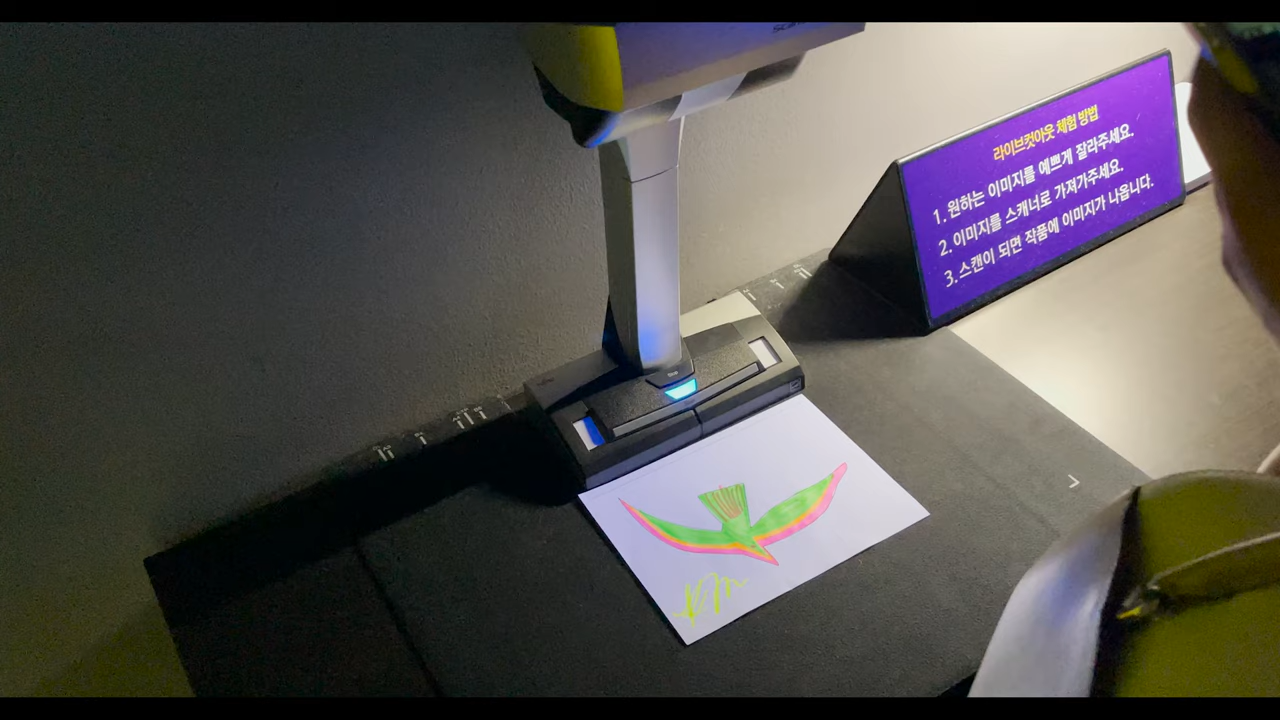 라이브컷아웃 체험 방법
1. 원하는 이미지를 예쁘게 잘라주세요.
2. 이미지를 스캐너로 가져가주세요.
3. 스캔이 되면 작품에 이미지가 나옵니다.